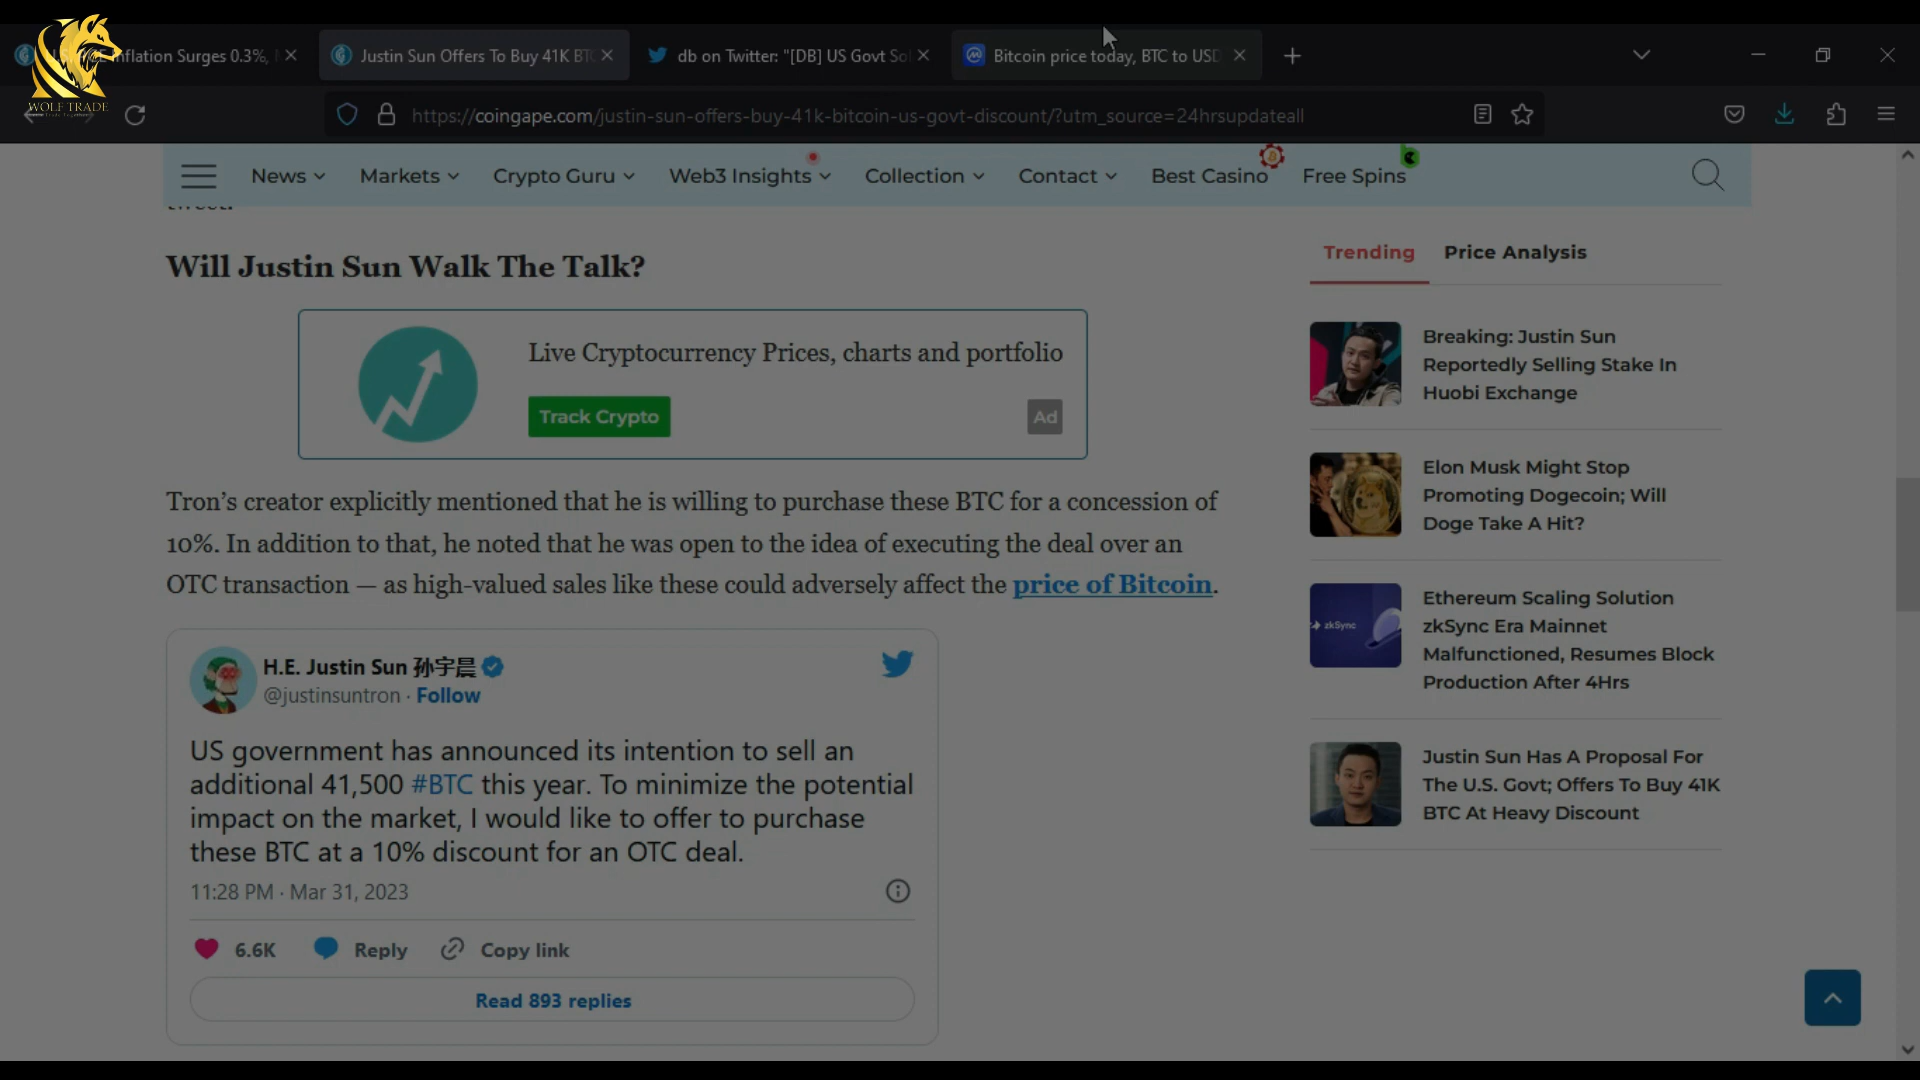 Inflation Surges 0.3%,
Justin Sun Offers To Buy 41K BTC
db on Twitter: "[DB] US Govt Sol
Bitcoin price today, BTC to USD
WOLF TRADE
https://coingape.com/justin-sun-offers-buy-41k-bitcoin-us-govt-discount/?utm_source=24hrsupdateall
News
Markets
Crypto Guru
Web3 Insights
Collection
Contact
Best Casino
Free Spins
Will Justin Sun Walk The Talk?
Live Cryptocurrency Prices, charts and portfolio
Track Crypto
Ad
Tron’s creator explicitly mentioned that he is willing to purchase these BTC for a concession of
10%. In addition to that, he noted that he was open to the idea of executing the deal over an
OTC transaction — as high-valued sales like these could adversely affect the price of Bitcoin.
H.E. Justin Sun 孙宇晨
@justinsuntron · Follow
US government has announced its intention to sell an
additional 41,500 #BTC this year. To minimize the potential
impact on the market, I would like to offer to purchase
these BTC at a 10% discount for an OTC deal.
11:28 PM · Mar 31, 2023
6.6K
Reply
Copy link
Read 893 replies
Trending
Price Analysis
Breaking: Justin Sun
Reportedly Selling Stake In
Huobi Exchange
Elon Musk Might Stop
Promoting Dogecoin; Will
Doge Take A Hit?
zkSync
Ethereum Scaling Solution
zkSync Era Mainnet
Malfunctioned, Resumes Block
Production After 4Hrs
Justin Sun Has A Proposal For
The U.S. Govt; Offers To Buy 41K
BTC At Heavy Discount